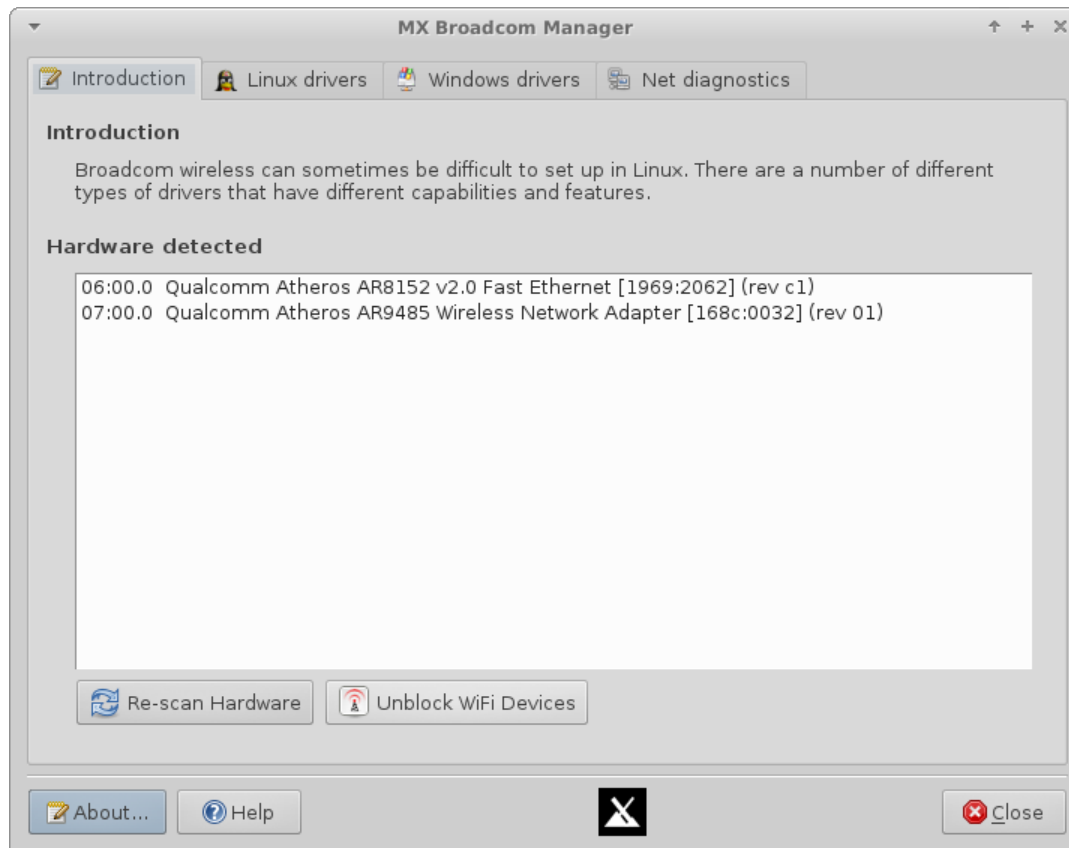 MX Broadcom Manager
Introduction
Linux drivers
Windows drivers
Net diagnostics
Introduction
Broadcom wireless can sometimes be difficult to set up in Linux. There are a number of different
types of drivers that have different capabilities and features.
Hardware detected
06:00.0 Qualcomm Atheros AR8152 v2.0 Fast Ethernet [1969:2062] (rev c1)
07:00.0 Qualcomm Atheros AR9485 Wireless Network Adapter [168c:0032] (rev 01)
Re-scan Hardware
Unblock WiFi Devices
About...
Help
Close